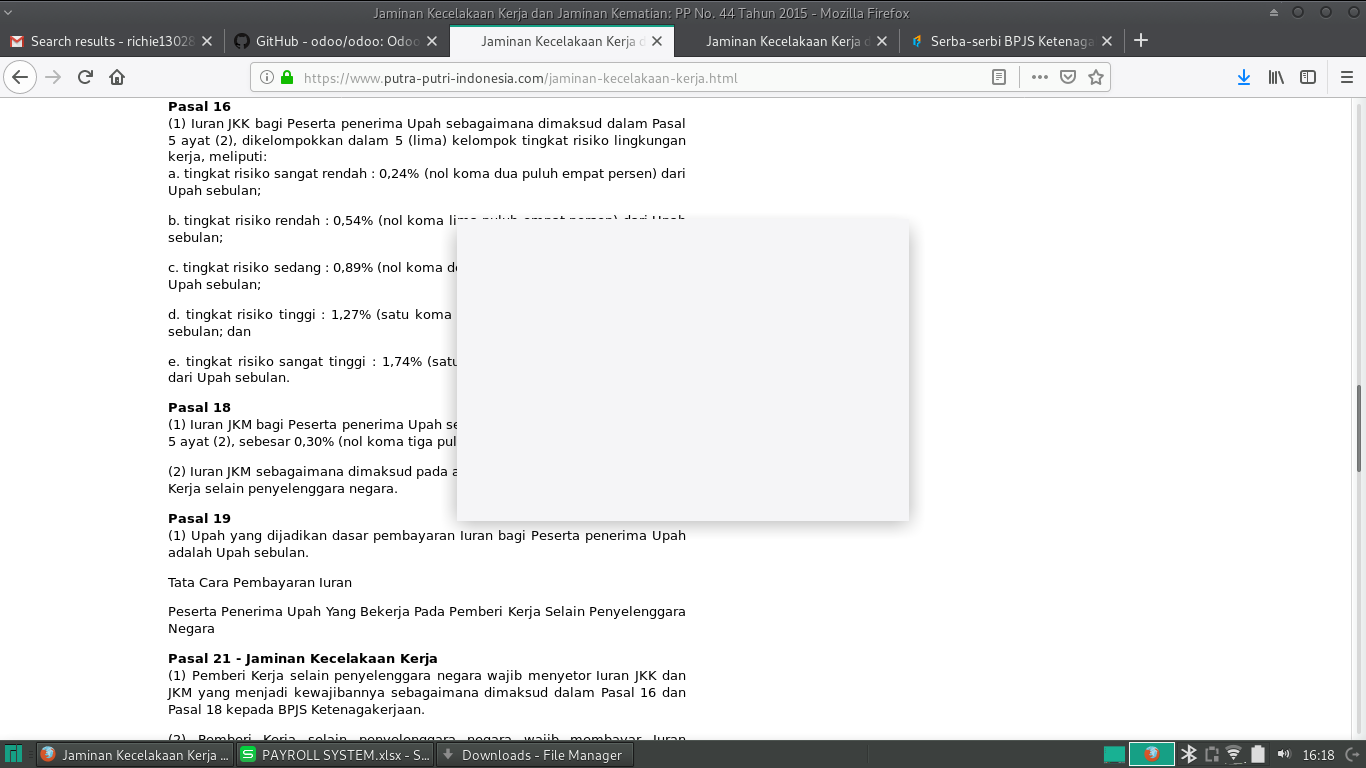 Jaminan Kecelakaan Kerja dan Jaminan Kematian: PP No. 44 Tahun 2015 - Mozilla Firefox
Search results - richie13028
GitHub - odoo/odoo: Odoo
Jaminan Kecelakaan Kerja d
Jaminan Kecelakaan Kerja d
Serba-serbi BPJS Ketenaga
https://www.putra-putri-indonesia.com/jaminan-kecelakaan-kerja.html
Pasal 16
(1) Iuran JKK bagi Peserta penerima Upah sebagaimana dimaksud dalam Pasal
5 ayat (2), dikelompokkan dalam 5 (lima) kelompok tingkat risiko lingkungan
kerja, meliputi:
a. tingkat risiko sangat rendah : 0,24% (nol koma dua puluh empat persen) dari
Upah sebulan;
b. tingkat risiko rendah : 0,54% (nol koma lima puluh empat persen) dari Upah
sebulan;
c. tingkat risiko sedang : 0,89% (nol koma de
Upah sebulan;
d. tingkat risiko tinggi : 1,27% (satu koma
sebulan; dan
e. tingkat risiko sangat tinggi : 1,74% (satu
dari Upah sebulan.
Pasal 18
(1) Iuran JKM bagi Peserta penerima Upah se
5 ayat (2), sebesar 0,30% (nol koma tiga pul
(2) Iuran JKM sebagaimana dimaksud pada a
Kerja selain penyelenggara negara.
Pasal 19
(1) Upah yang dijadikan dasar pembayaran Iuran bagi Peserta penerima Upah
adalah Upah sebulan.
Tata Cara Pembayaran Iuran
Peserta Penerima Upah Yang Bekerja Pada Pemberi Kerja Selain Penyelenggara
Negara
Pasal 21 - Jaminan Kecelakaan Kerja
(1) Pemberi Kerja selain penyelenggara negara wajib menyetor Iuran JKK dan
JKM yang menjadi kewajibannya sebagaimana dimaksud dalam Pasal 16 dan
Pasal 18 kepada BPJS Ketenagakerjaan.
(2) Pemberi Kerja selain penyelenggara negara wajib membayar Iuran
Jaminan Kecelakaan Kerja ...
PAYROLL SYSTEM.xlsx - S...
Downloads - File Manager
16:18